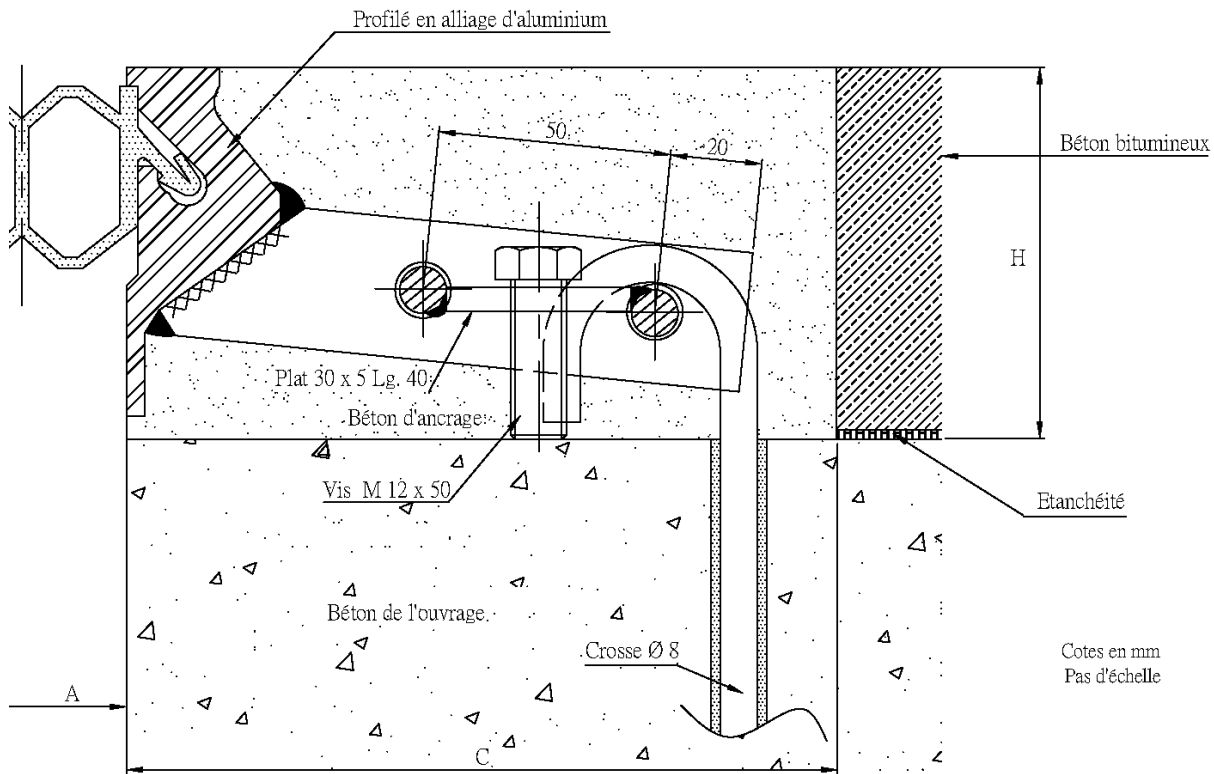 Profilé en alliage d'aluminium
50
20
Béton bitumineux
H
Plat 30 x 5 Lg. 40
Béton d'ancrage
Vis M 12 x 50
Etanchéité
Béton de l'ouvrage
Crosse Ø 8
Cotes en mm
Pas d'échelle
A
C